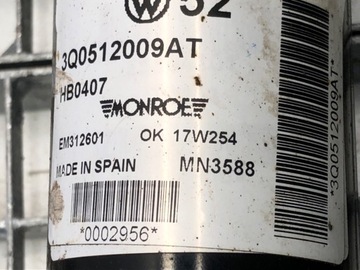 52
3Q0512009AT
HB0407
MONROE
EM312601 OK 17W254
MADE IN SPAIN MN3588
*0002956*
*3Q0512009AT*